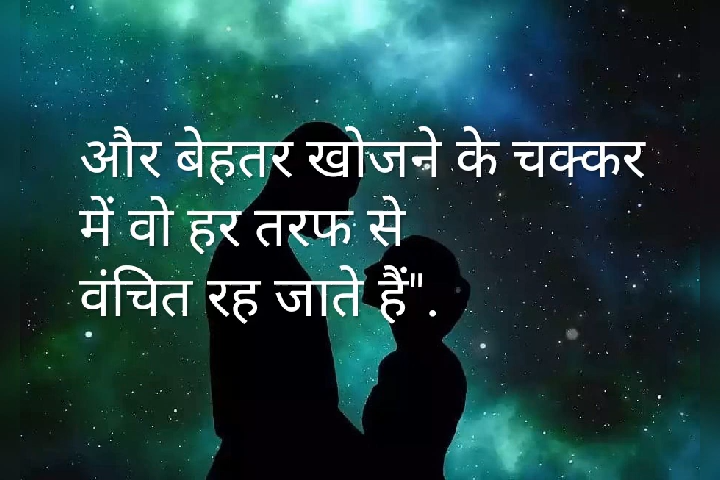 और बेहतर खोजने के चक्कर
में वो हर तरफ से
वंचित रह जाते हैं".